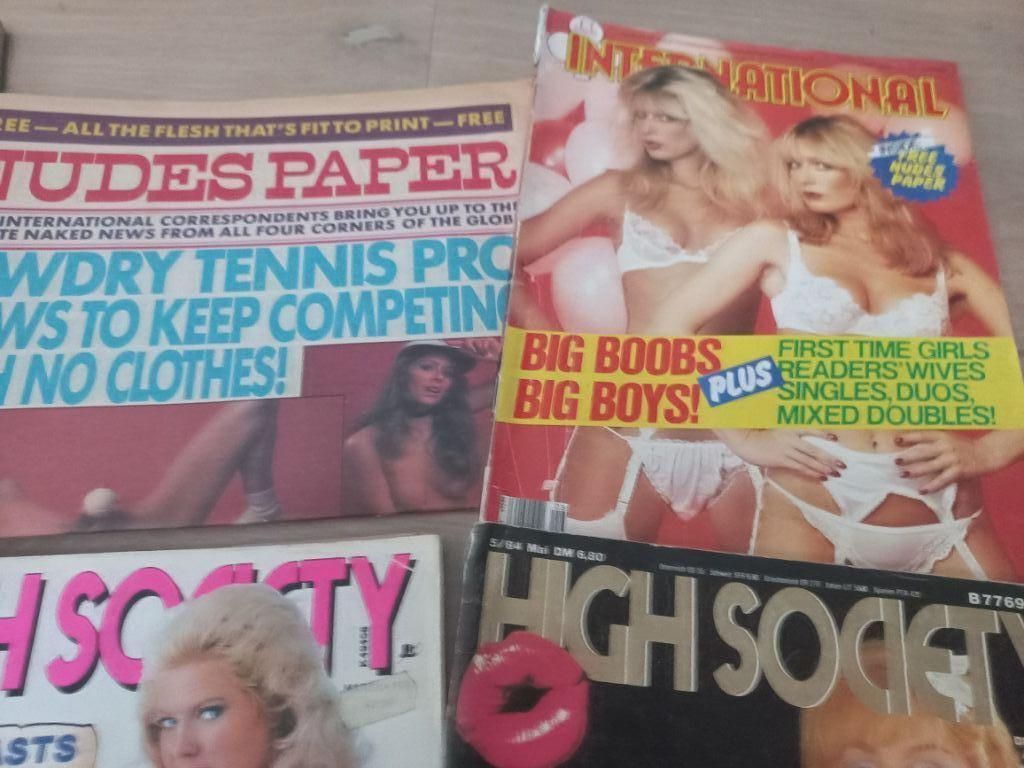 REE — ALL THE FLESH THAT'S FIT TO PRINT — FREE
NUDES PAPER
INTERNATIONAL CORRESPONDENTS BRING YOU UP TO TH
TE NAKED NEWS FROM ALL FOUR CORNERS OF THE GLOB
WDRY TENNIS PRO
WS TO KEEP COMPETING
H NO CLOTHES!
INTERNATIONAL
FREE
NUDES
PAPER
BIG BOOBS
BIG BOYS!
PLUS
FIRST TIME GIRLS
READERS' WIVES
SINGLES, DUOS,
MIXED DOUBLES!
H SOCIETY
ASTS
5/84 Mai DM 6,80
B7769
HIGH SOCIETY